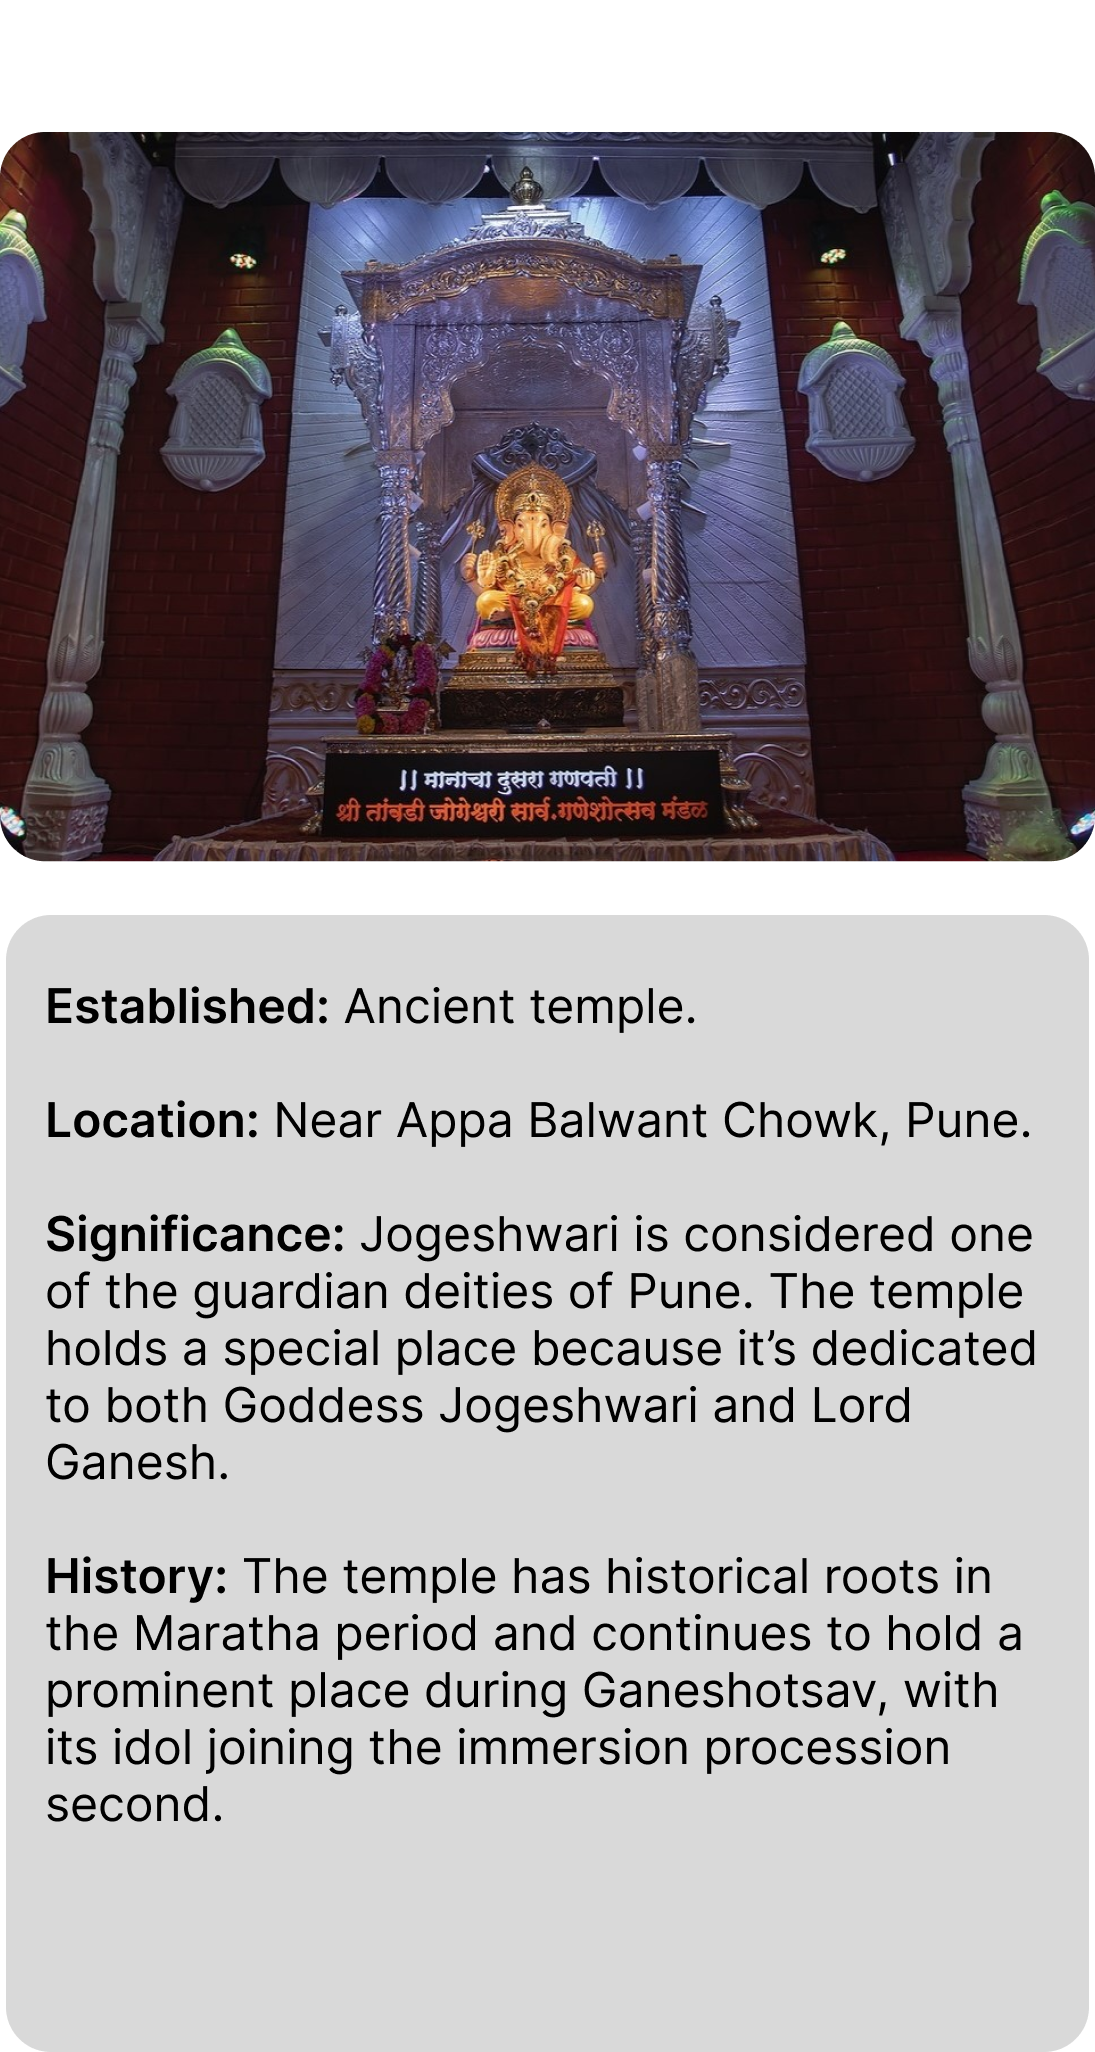 || मानाचा दुसरा गणपती ||
श्री तांबडी जोगेश्वरी सार्व.गणेशोत्सव मंडळ
Established: Ancient temple.
Location: Near Appa Balwant Chowk, Pune.
Significance: Jogeshwari is considered one
of the guardian deities of Pune. The temple
holds a special place because it’s dedicated
to both Goddess Jogeshwari and Lord
Ganesh.
History: The temple has historical roots in
the Maratha period and continues to hold a
prominent place during Ganeshotsav, with
its idol joining the immersion procession
second.